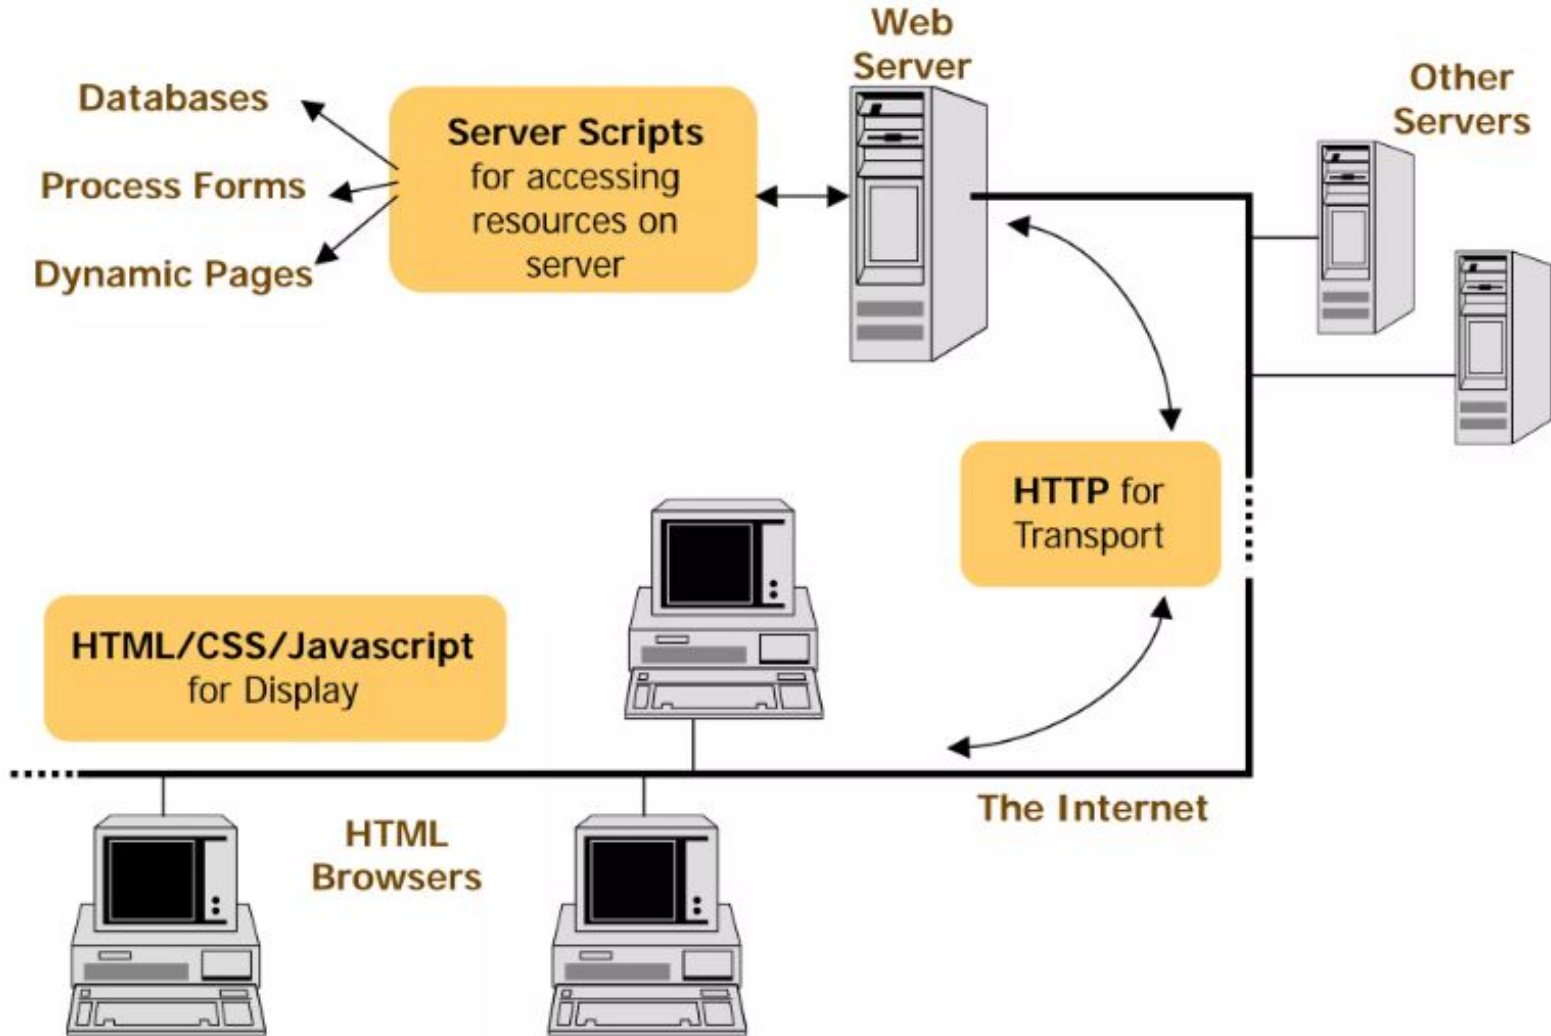 Web
Server
Other
Servers
Databases
Process Forms
Dynamic Pages
Server Scripts
for accessing
resources on
server
HTTP for
Transport
HTML/CSS/Javascript
for Display
The Internet
HTML
Browsers